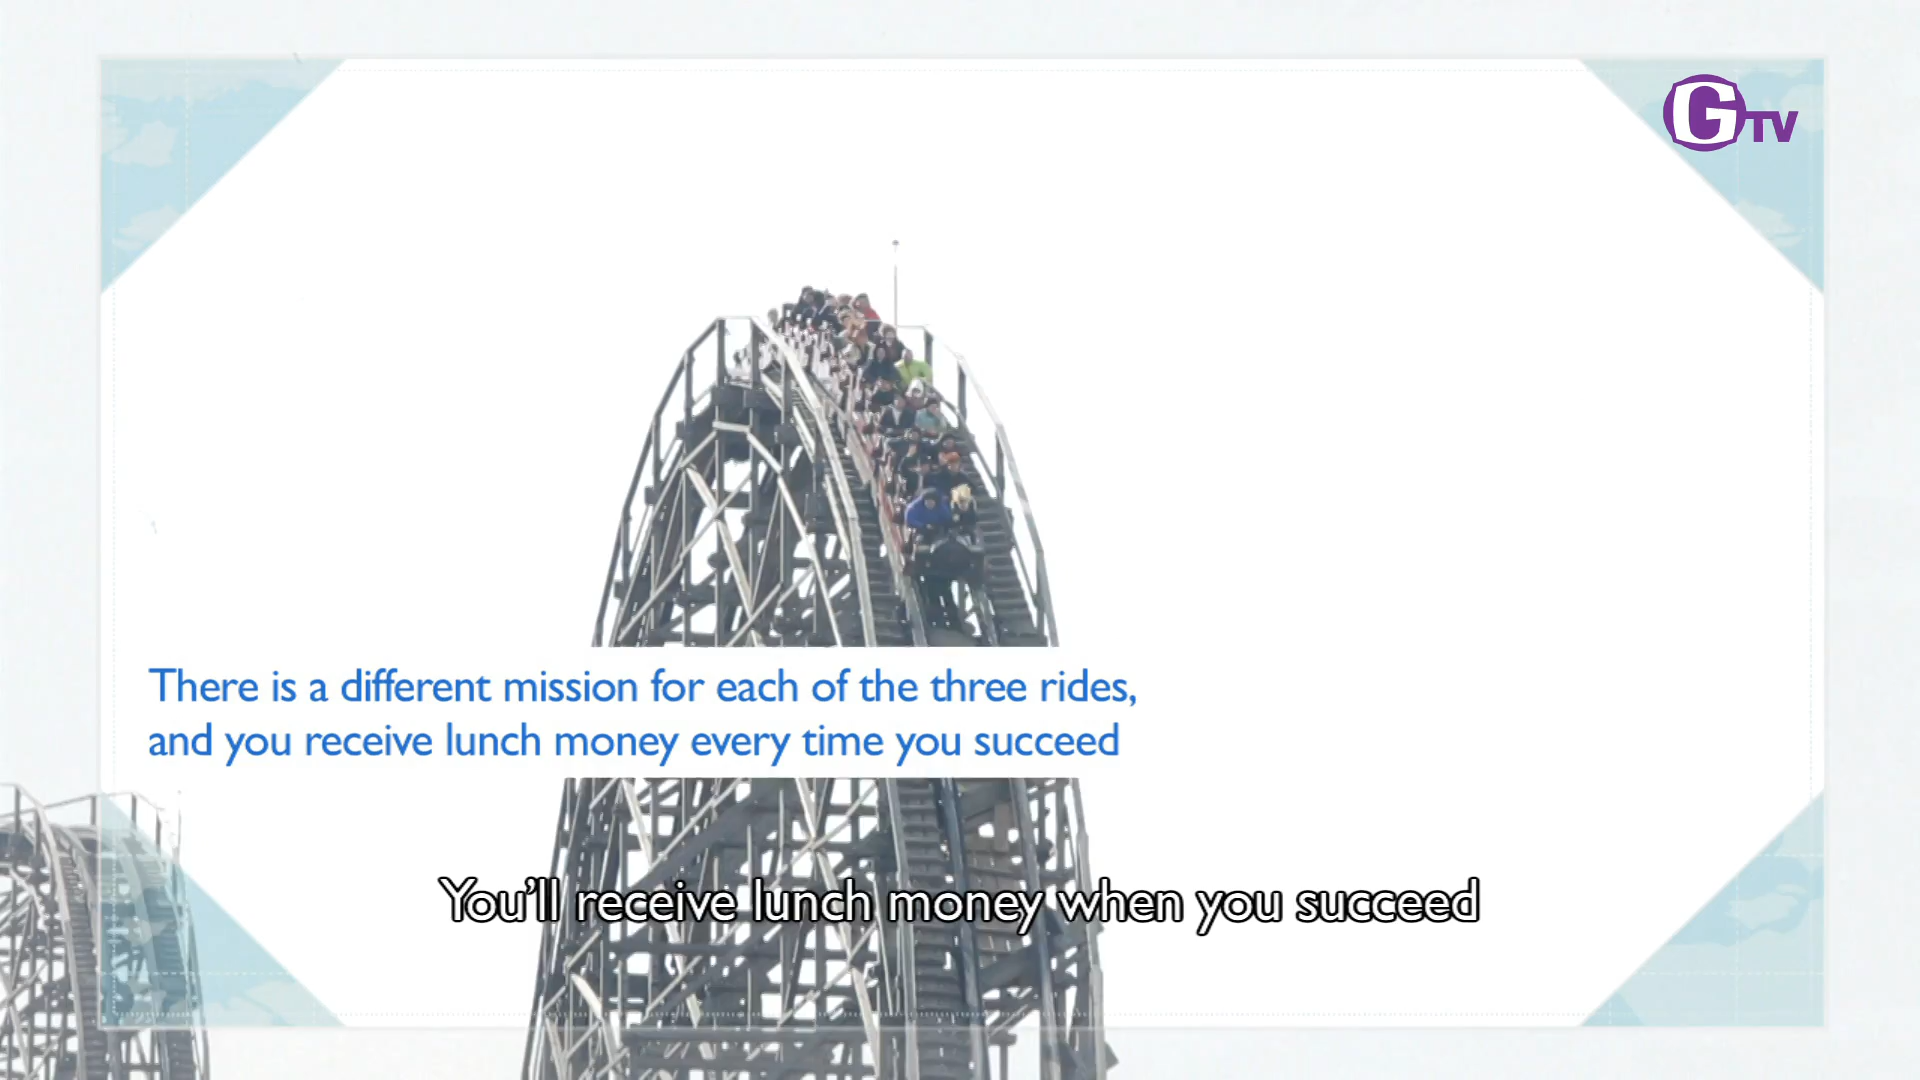 GTV
There is a different mission for each of the three rides,
and you receive lunch money every time you succeed
You'll receive lunch money when you succeed